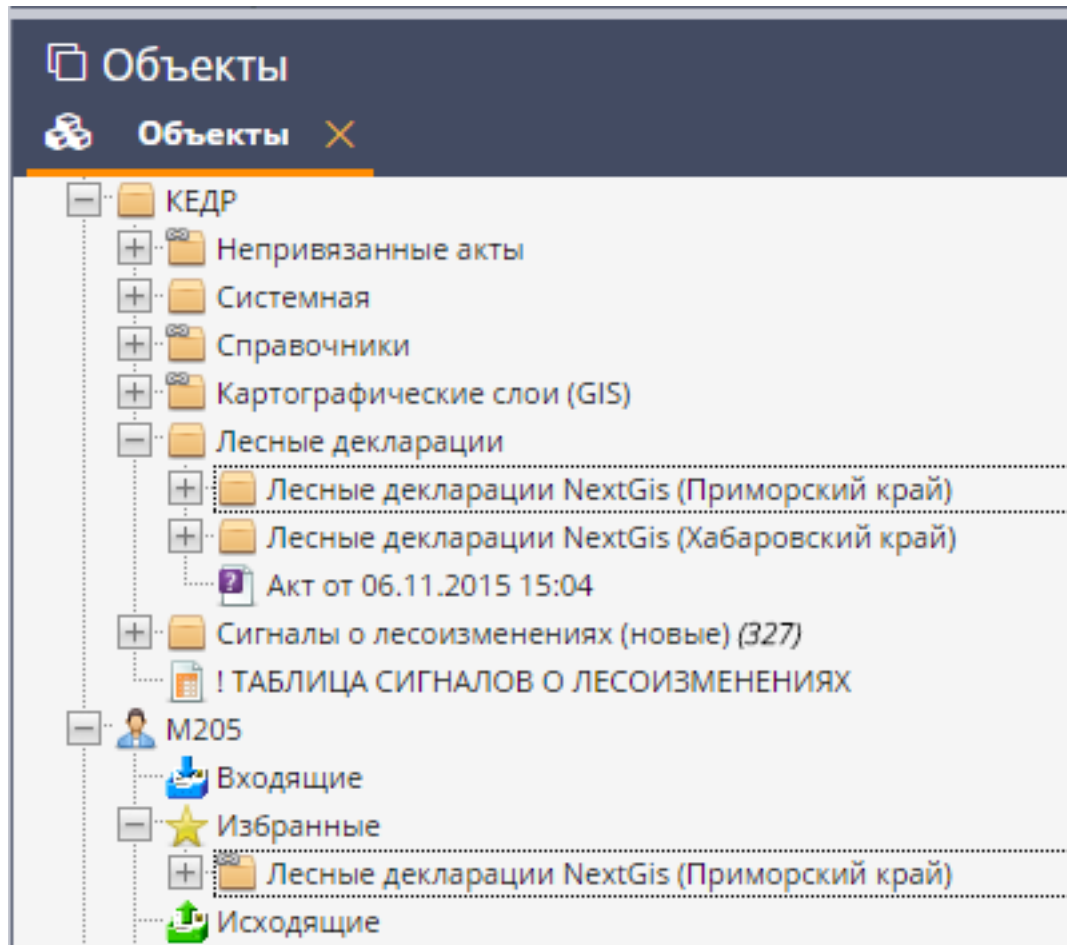 Объекты
Объекты
КЕДР
Непривязанные акты
Системная
Справочники
Картографические слои (GIS)
Лесные декларации
Лесные декларации NextGis (Приморский край)
Лесные декларации NextGis (Хабаровский край)
Акт от 06.11.2015 15:04
Сигналы о лесоизменениях (новые) (327)
! ТАБЛИЦА СИГНАЛОВ О ЛЕСОИЗМЕНЕНИЯХ
М205
Входящие
Избранные
Лесные декларации NextGis (Приморский край)
Исходящие